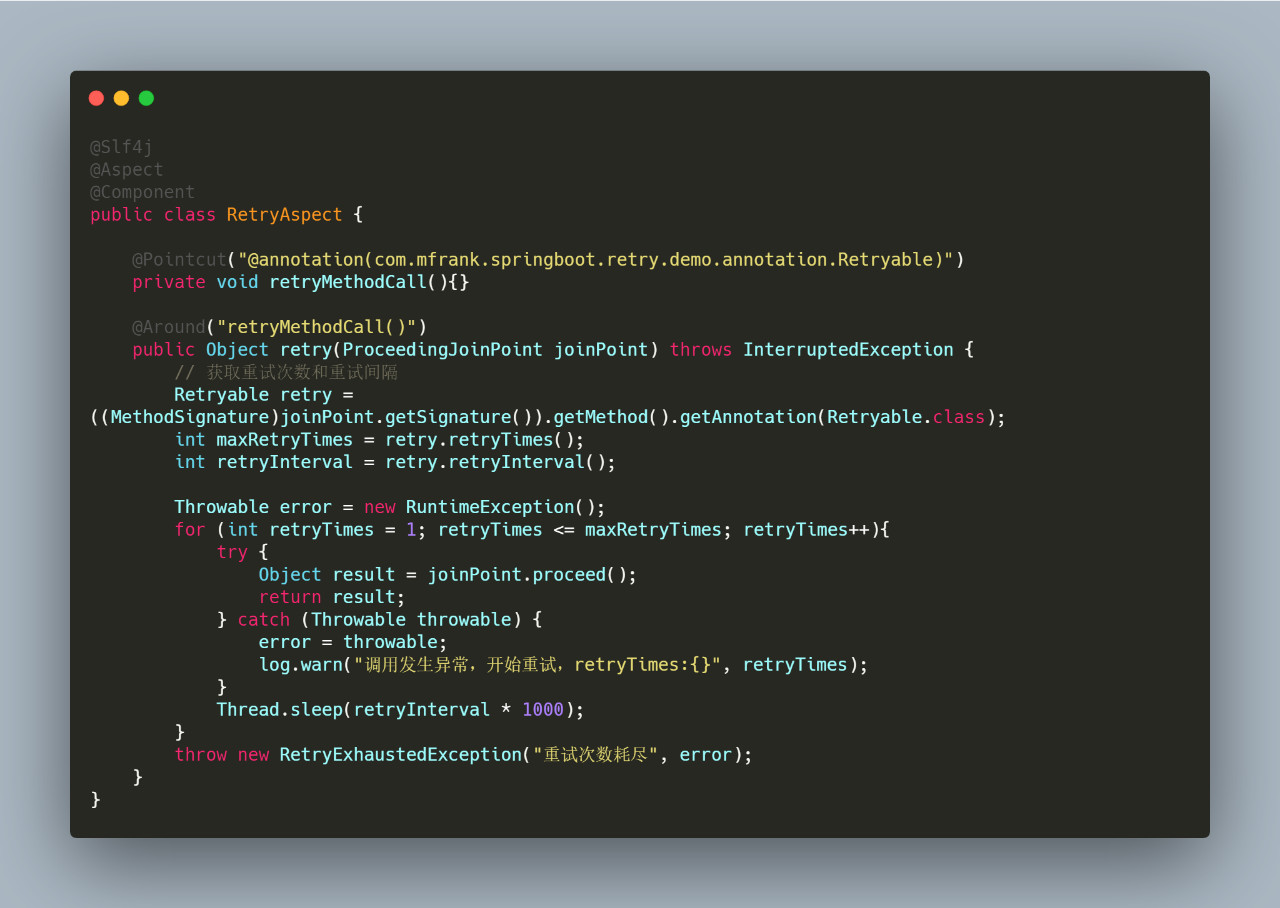 @Slf4j
@Aspect
@Component
public class RetryAspect {
@Pointcut("@annotation(com.mfrank.springboot.retry.demo.annotation.Retryable)")
private void retryMethodCall(){}
@Around("retryMethodCall()")
public Object retry(ProceedingJoinPoint joinPoint) throws InterruptedException {
// 获取重试次数和重试间隔
Retryable retry =
((MethodSignature)joinPoint.getSignature()).getMethod().getAnnotation(Retryable.class);
int maxRetryTimes = retry.retryTimes();
int retryInterval = retry.retryInterval();
Throwable error = new RuntimeException();
for (int retryTimes = 1; retryTimes <= maxRetryTimes; retryTimes++){
try {
Object result = joinPoint.proceed();
return result;
} catch (Throwable throwable) {
error = throwable;
log.warn("调用发生异常，开始重试，retryTimes:{}", retryTimes);
}
Thread.sleep(retryInterval * 1000);
}
throw new RetryExhaustedException("重试次数耗尽", error);
}
}